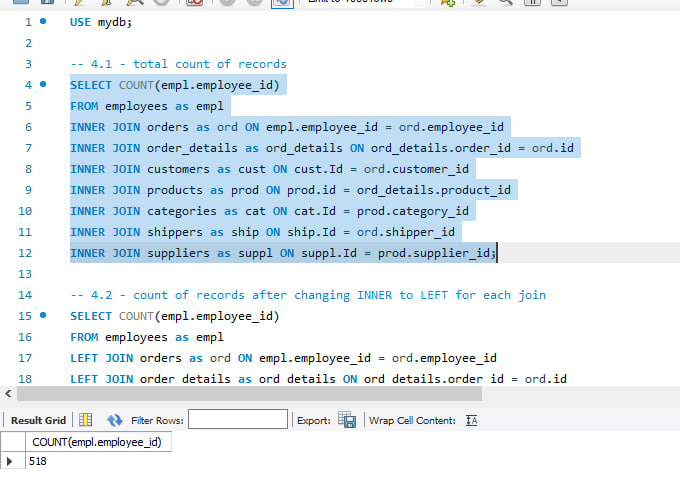 1 USE mydb;
2
3 -- 4.1 - total count of records
4 SELECT COUNT(empl.employee_id)
5 FROM employees as empl
6 INNER JOIN orders as ord ON empl.employee_id = ord.employee_id
7 INNER JOIN order_details as ord_details ON ord_details.order_id = ord.id
8 INNER JOIN customers as cust ON cust.Id = ord.customer_id
9 INNER JOIN products as prod ON prod.id = ord_details.product_id
10 INNER JOIN categories as cat ON cat.Id = prod.category_id
11 INNER JOIN shippers as ship ON ship.Id = ord.shipper_id
12 INNER JOIN suppliers as suppl ON suppl.Id = prod.supplier_id;
13
14 -- 4.2 - count of records after changing INNER to LEFT for each join
15 SELECT COUNT(empl.employee_id)
16 FROM employees as empl
17 LEFT JOIN orders as ord ON empl.employee_id = ord.employee_id
18 LEFT JOIN order_details as ord_details ON ord_details.order_id = ord.id
Result Grid Filter Rows: Export: Wrap Cell Content:
COUNT(empl.employee_id)
518